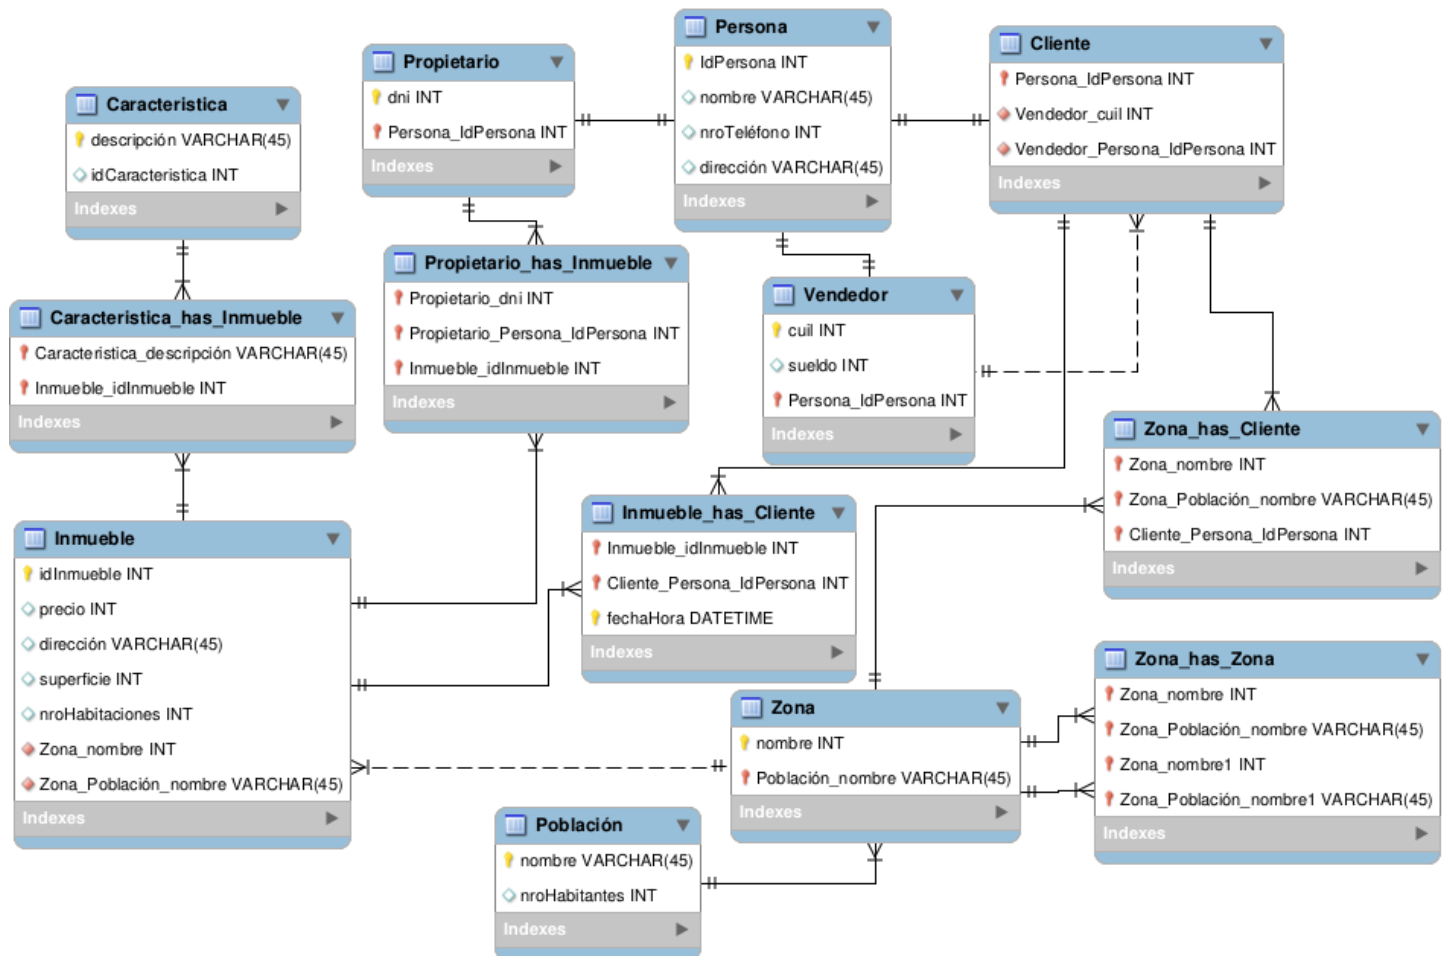 Persona
IdPersona INT
nombre VARCHAR(45)
nroTeléfono INT
dirección VARCHAR(45)
Indexes
Cliente
Persona_IdPersona INT
Vendedor_cuil INT
Vendedor_Persona_IdPersona INT
Indexes
Propietario
dni INT
Persona_IdPersona INT
Indexes
Caracteristica
descripción VARCHAR(45)
idCaracteristica INT
Indexes
Propietario_has_Inmueble
Propietario_dni INT
Propietario_Persona_IdPersona INT
Inmueble_idInmueble INT
Indexes
Vendedor
cuil INT
sueldo INT
Persona_IdPersona INT
Indexes
Caracteristica_has_Inmueble
Caracteristica_descripción VARCHAR(45)
Inmueble_idInmueble INT
Indexes
Zona_has_Cliente
Zona_nombre INT
Zona_Población_nombre VARCHAR(45)
Cliente_Persona_IdPersona INT
Indexes
Inmueble_has_Cliente
Inmueble_idInmueble INT
Cliente_Persona_IdPersona INT
fechaHora DATETIME
Indexes
Inmueble
idInmueble INT
precio INT
dirección VARCHAR(45)
superficie INT
nroHabitaciones INT
Zona_nombre INT
Zona_Población_nombre VARCHAR(45)
Indexes
Zona_has_Zona
Zona_nombre INT
Zona_Población_nombre VARCHAR(45)
Zona_nombre1 INT
Zona_Población_nombre1 VARCHAR(45)
Indexes
Zona
nombre INT
Población_nombre VARCHAR(45)
Indexes
Población
nombre VARCHAR(45)
nroHabitantes INT
Indexes